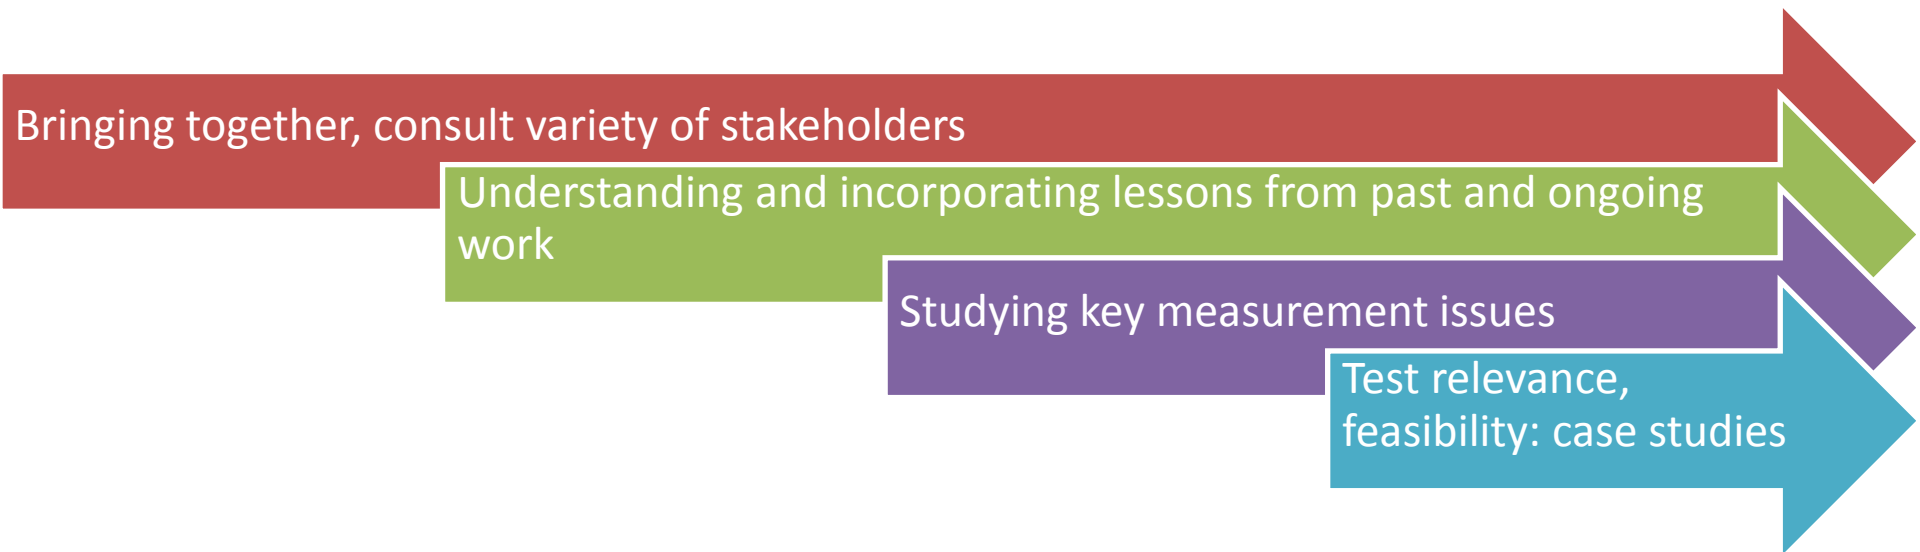 Bringing together, consult variety of stakeholders
Understanding and incorporating lessons from past and ongoing
work
Studying key measurement issues
Test relevance,
feasibility: case studies